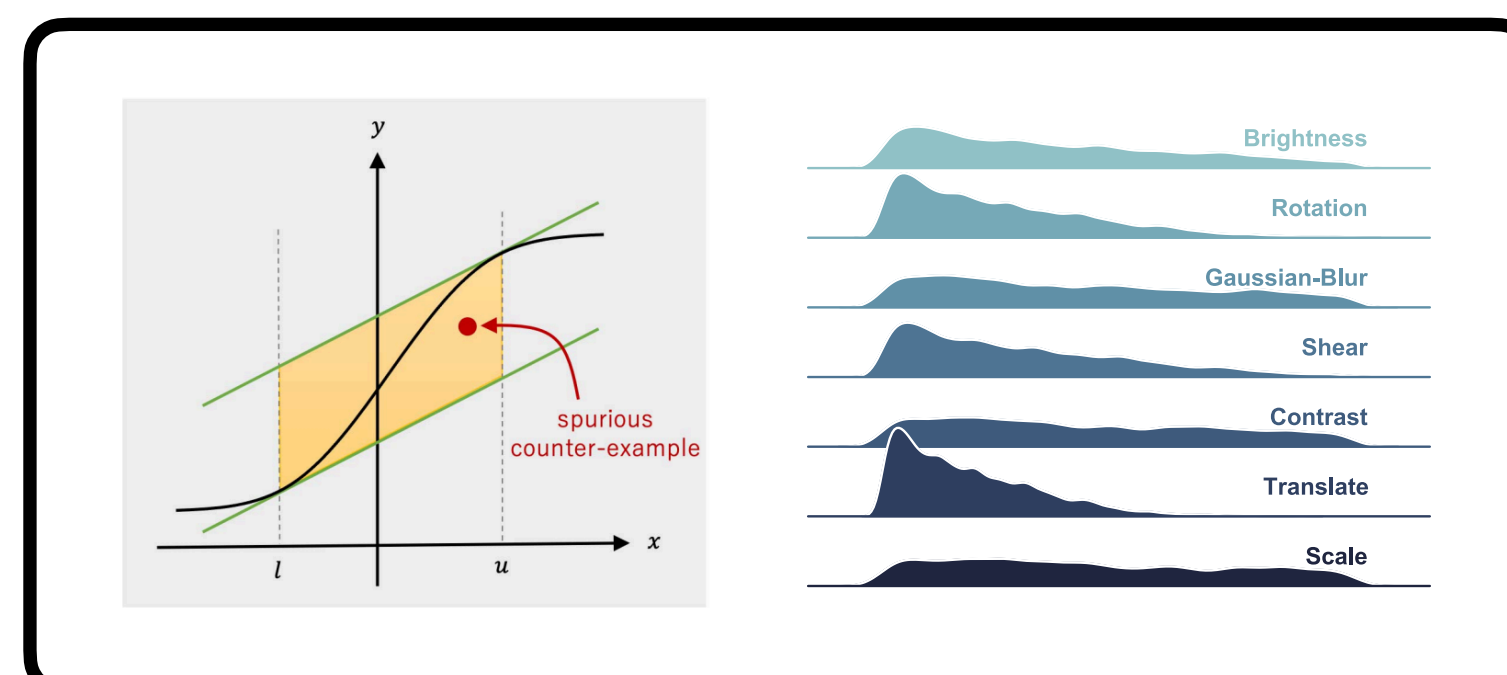 y
x
l
u
spurious
counter-example
Brightness
Rotation
Gaussian-Blur
Shear
Contrast
Translate
Scale